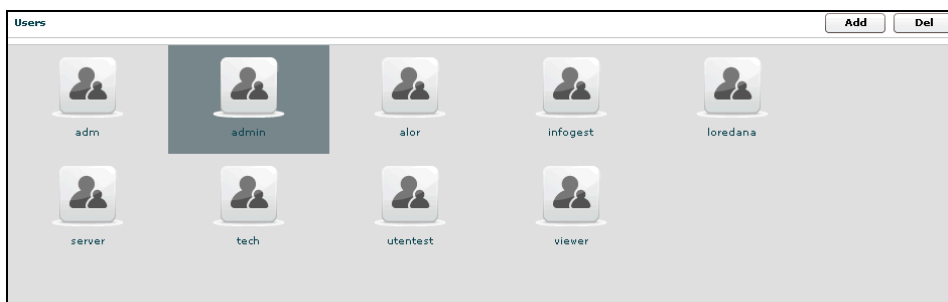 Users Add Del
adm admin alor infogest loredana
server tech utentest viewer